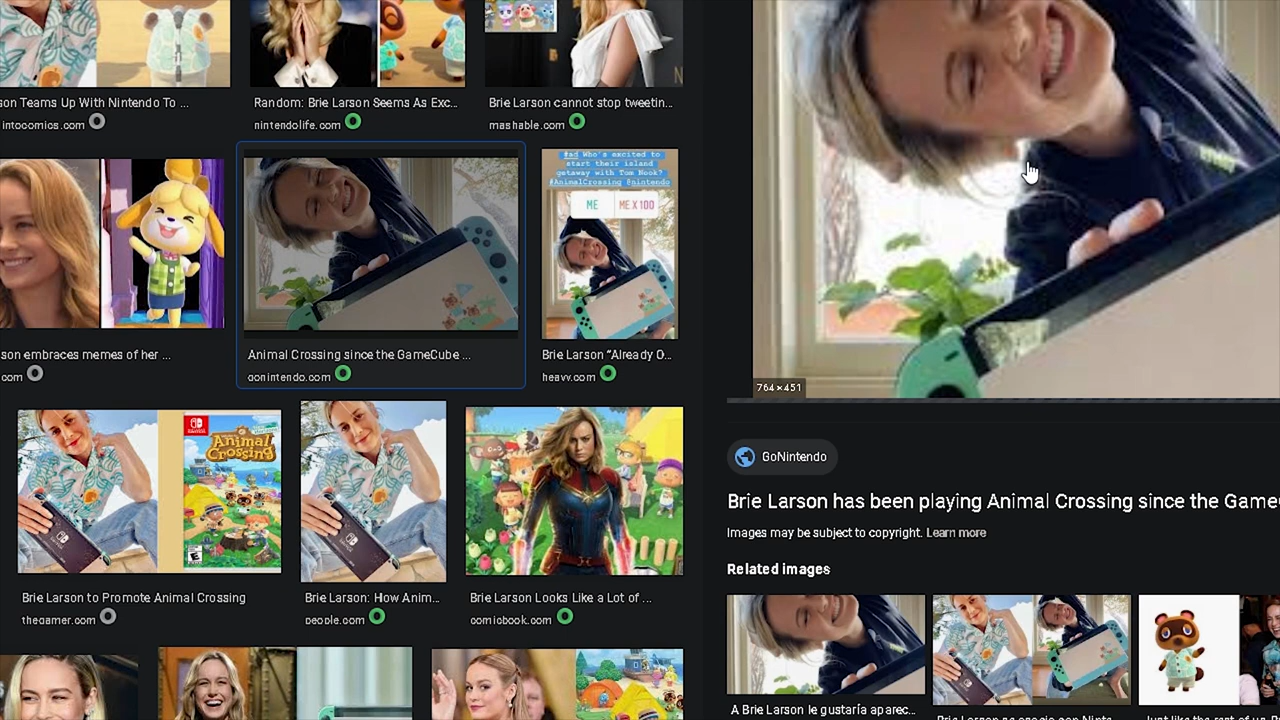 son Teams Up With Nintendo To ...
intocomics.com
Random: Brie Larson Seems As Exc...
nintendolife.com
Brie Larson cannot stop tweetin...
mashable.com
son embraces memes of her ...
com
Animal Crossing since the GameCube ...
gonintendo.com
#ad Who's excited to
start their island
getaway with Tom Nook?
#AnimalCrossing @nintendo
ME
ME X 100
Brie Larson "Already O...
heavy.com
764 × 451
GoNintendo
Brie Larson has been playing Animal Crossing since the Game
Images may be subject to copyright. Learn more
Related images
Animal
Crossing
Brie Larson to Promote Animal Crossing
thegamer.com
Brie Larson: How Anim...
people.com
Brie Larson Looks Like a Lot of ...
comicbook.com
A Brie Larson le gustaría aparec...